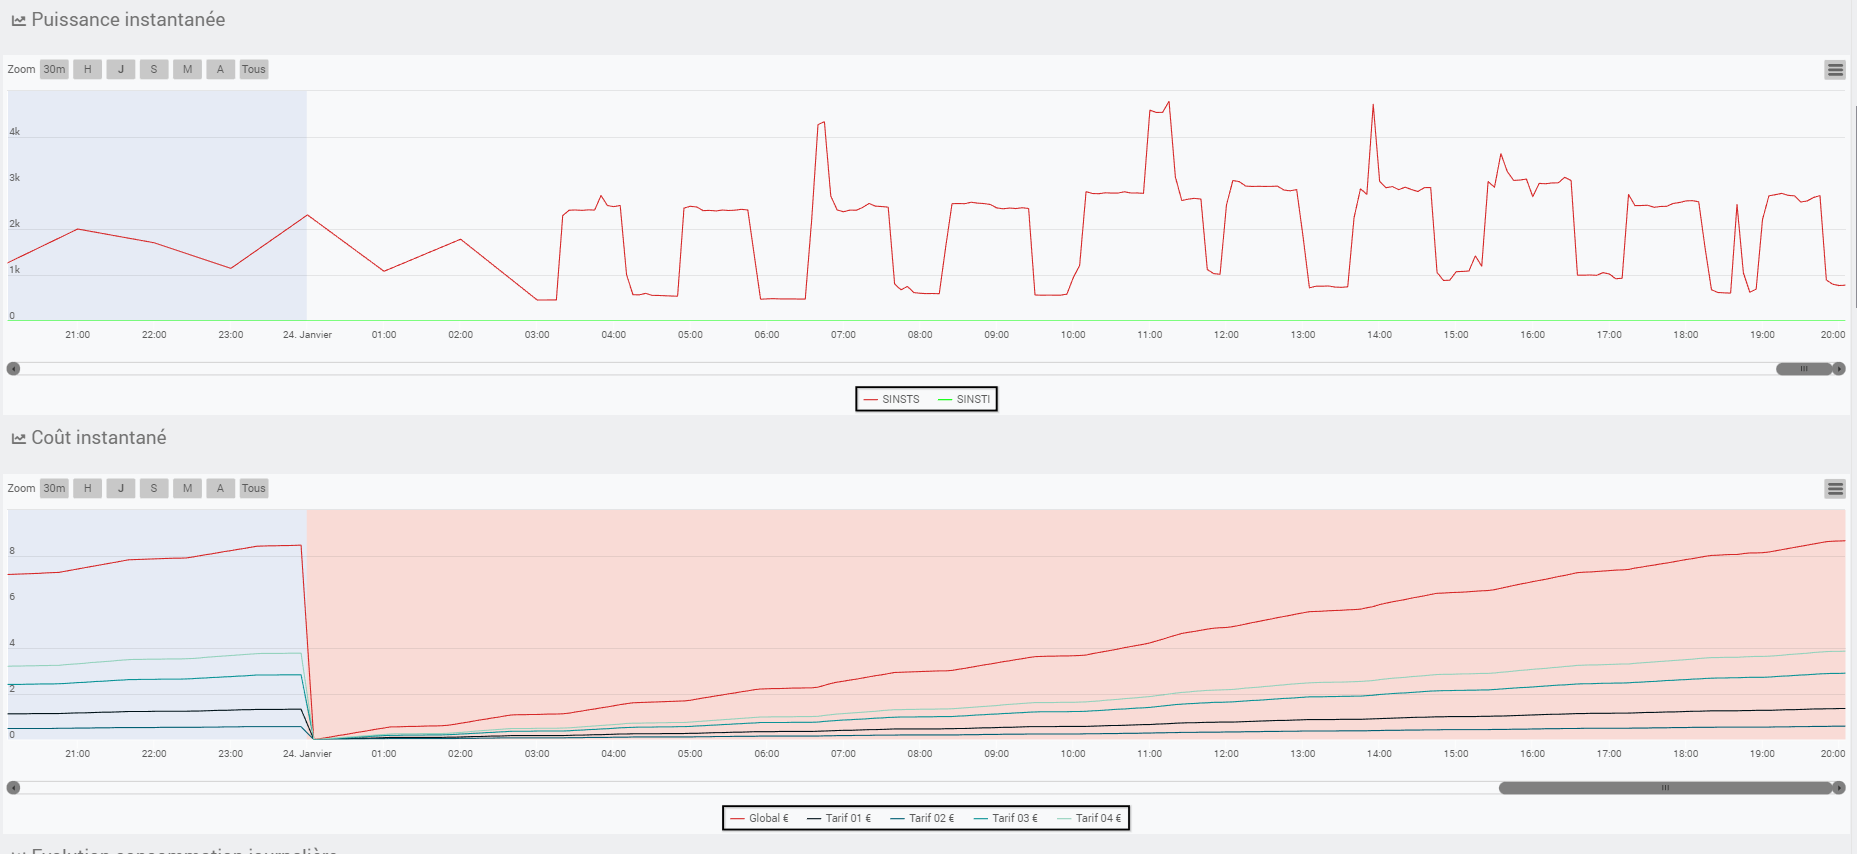 Puissance instantanée
Zoom 30m H J S M A Tous
4k
3k
2k
1k
0
21:00 22:00 23:00 24. Janvier 01:00 02:00 03:00 04:00 05:00 06:00 07:00 08:00 09:00 10:00 11:00 12:00 13:00 14:00 15:00 16:00 17:00 18:00 19:00 20:00
SINSTS SINSTI
Coût instantané
Zoom 30m H J S M A Tous
8
6
4
2
0
21:00 22:00 23:00 24. Janvier 01:00 02:00 03:00 04:00 05:00 06:00 07:00 08:00 09:00 10:00 11:00 12:00 13:00 14:00 15:00 16:00 17:00 18:00 19:00 20:00
Global € Tarif 01 € Tarif 02 € Tarif 03 € Tarif 04 €
Evolution consommation journalière